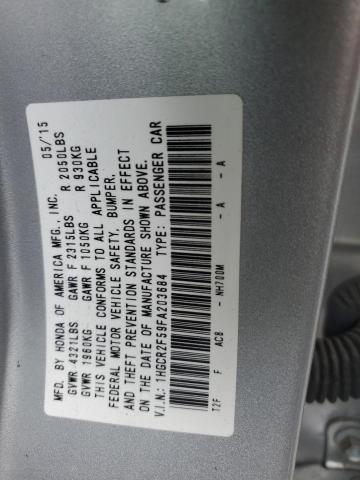 MFD. BY HONDA OF AMERICA MFG., INC. 05/'15
GVWR 4321LBS GAWR F 2315LBS R 2050LBS
GVWR 1960KG GAWR F 1050KG R 930KG
THIS VEHICLE CONFORMS TO ALL APPLICABLE
FEDERAL MOTOR VEHICLE SAFETY, BUMPER,
AND THEFT PREVENTION STANDARDS IN EFFECT
ON THE DATE OF MANUFACTURE SHOWN ABOVE.
V.I.N.: 1HGCR2F59FA203684 TYPE: PASSENGER CAR
F AC8 - NH700M - A - A
T2F